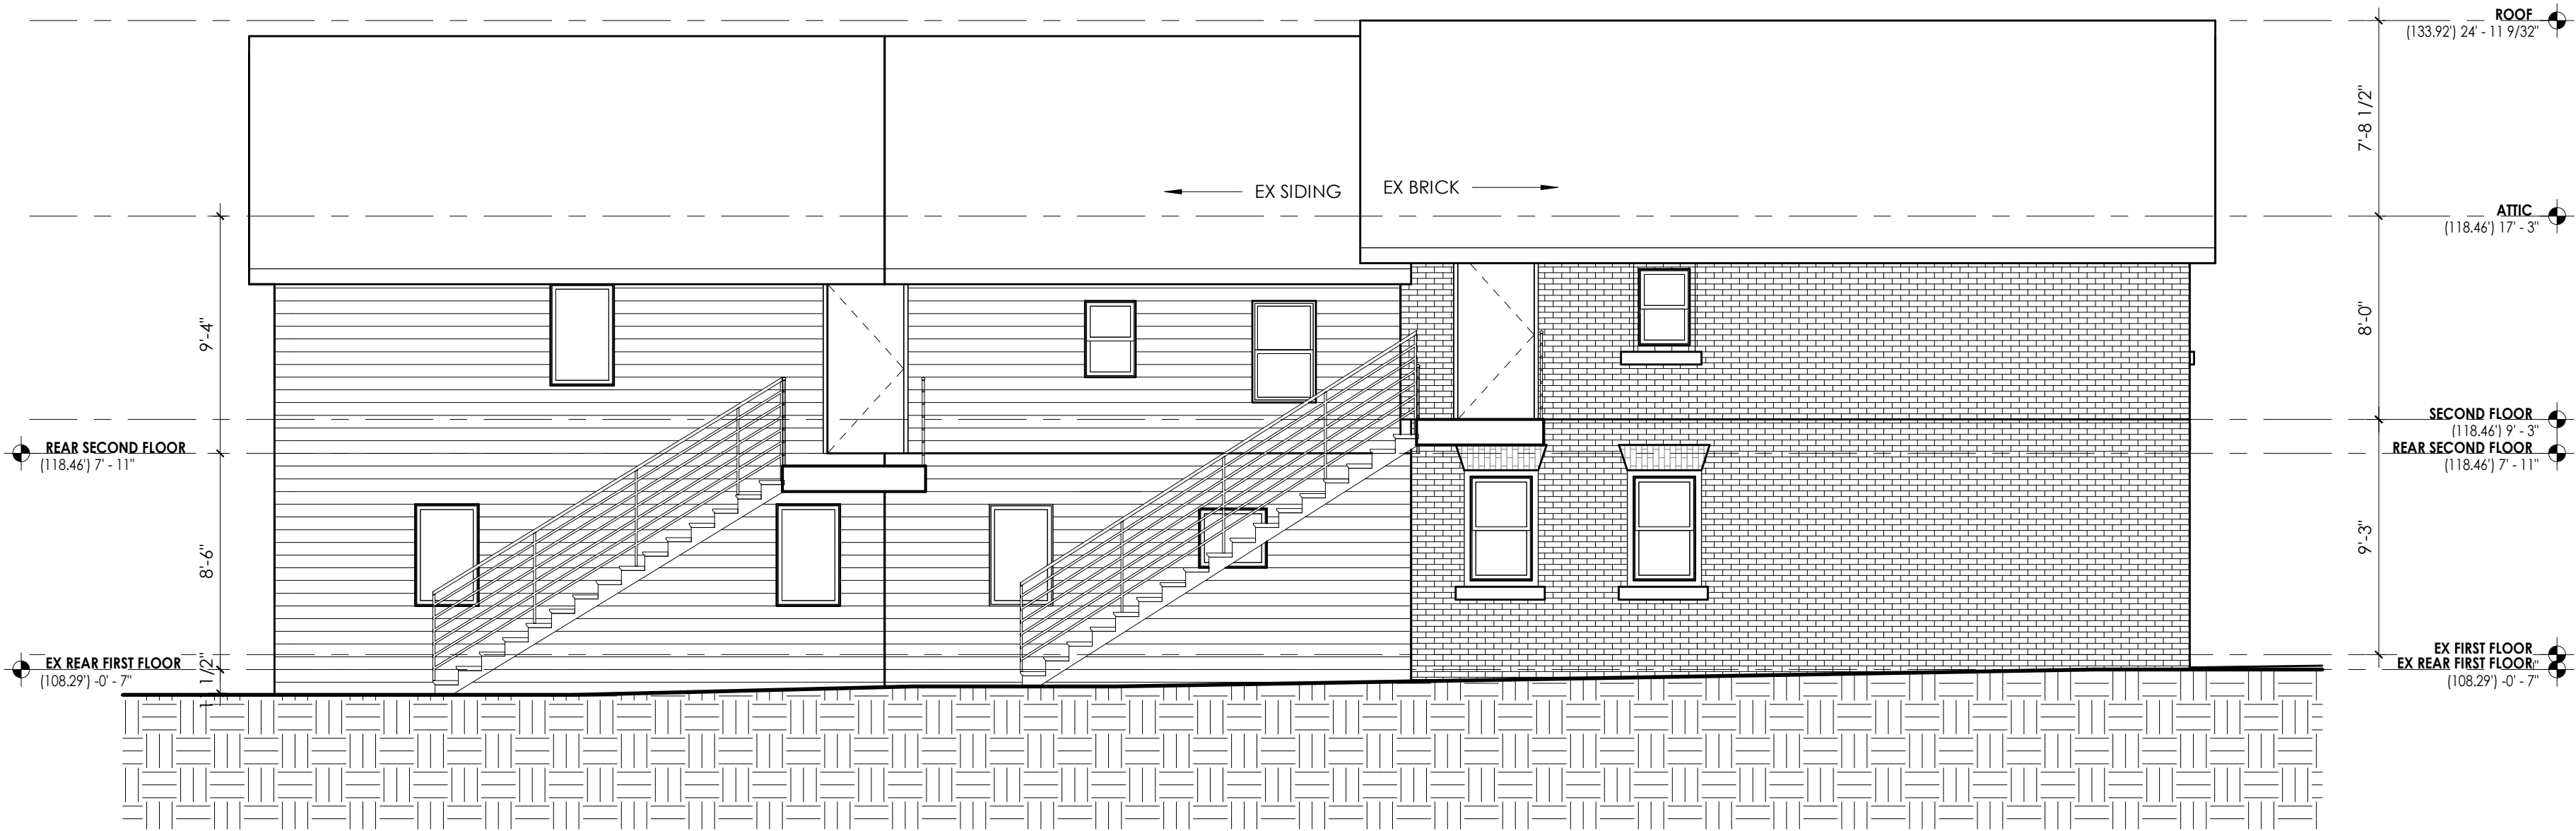 ROOF
(133.92') 24' - 11 9/32"
7'-8 1/2"
EX SIDING
EX BRICK
ATTIC
(118.46') 17' - 3"
9'-4"
8'-0"
SECOND FLOOR
(118.46') 9' - 3"
REAR SECOND FLOOR
(118.46') 7' - 11"
REAR SECOND FLOOR
(118.46') 7' - 11"
8'-6"
9'-3"
EX FIRST FLOOR
EX REAR FIRST FLOOR
(108.29') -0' - 7"
EX REAR FIRST FLOOR
(108.29') -0' - 7"
1/2"